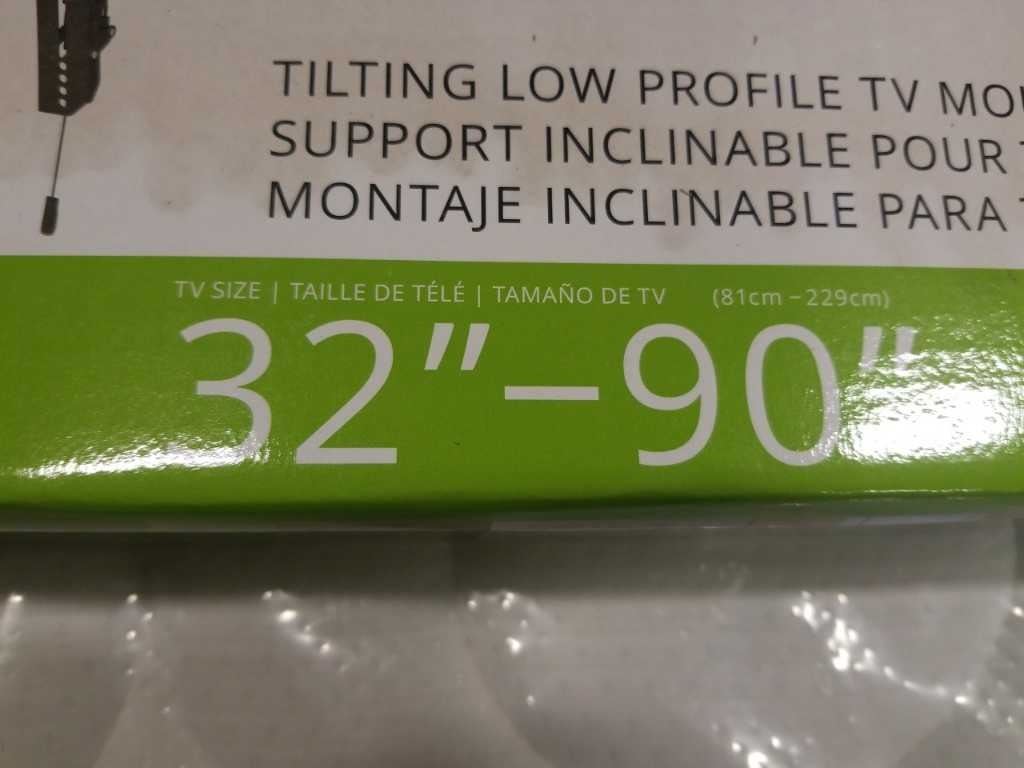 TILTING LOW PROFILE TV
SUPPORT INCLINABLE POUR
MONTAJE INCLINABLE PARA
TV SIZE | TAILLE DE TÉLÉ | TAMAÑO DE TV (81cm – 229cm)
32”–90”